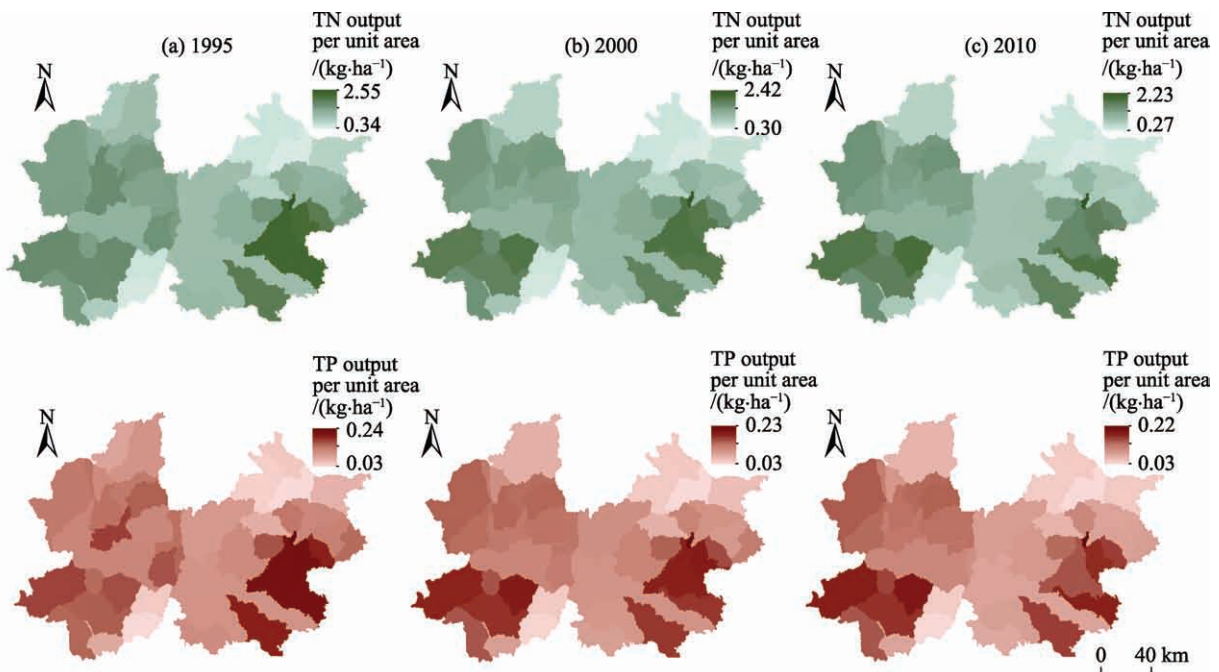 (a) 1995
TN output
per unit area
/(kg·ha⁻¹)
N
2.55
0.34
(b) 2000
TN output
per unit area
/(kg·ha⁻¹)
N
2.42
0.30
(c) 2010
TN output
per unit area
/(kg·ha⁻¹)
N
2.23
0.27
TP output
per unit area
/(kg·ha⁻¹)
N
0.24
0.03
TP output
per unit area
/(kg·ha⁻¹)
N
0.23
0.03
TP output
per unit area
/(kg·ha⁻¹)
N
0.22
0.03
0 40 km